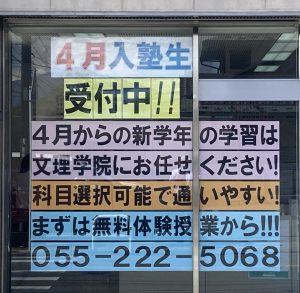 4月入塾生
受付中!!
4月からの新学年の学習は
文理学院にお任せください!
科目選択可能で通いやすい!
まずは無料体験授業から!!!
055-222-5068